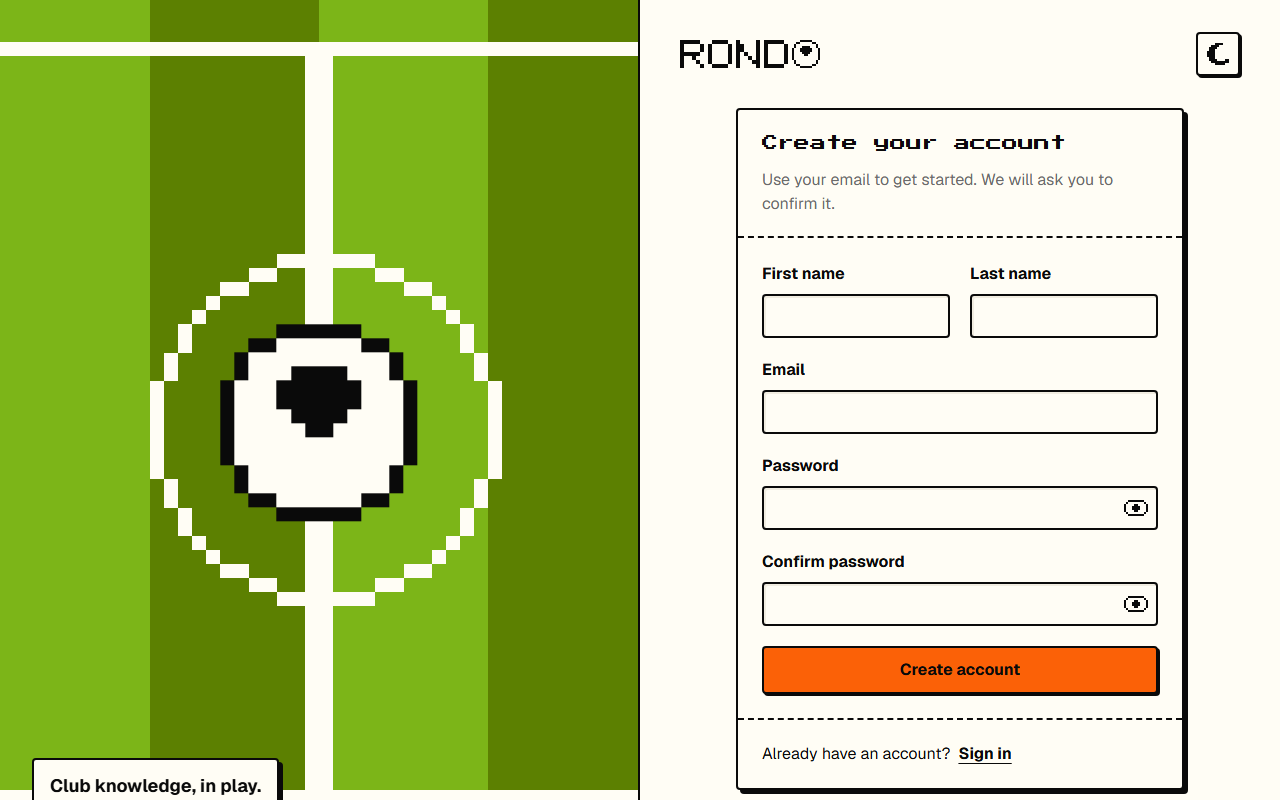 RONDO
Create your account
Use your email to get started. We will ask you to
confirm it.
First name
Last name
Email
Password
Confirm password
Create account
Already have an account? Sign in
Club knowledge, in play.